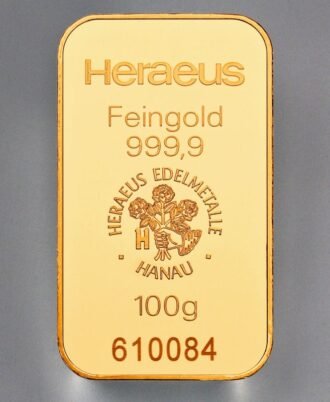 Heraeus
Feingold
999,9
HERAEUS EDELMETALLE
H
· HANAU ·
100g
610084